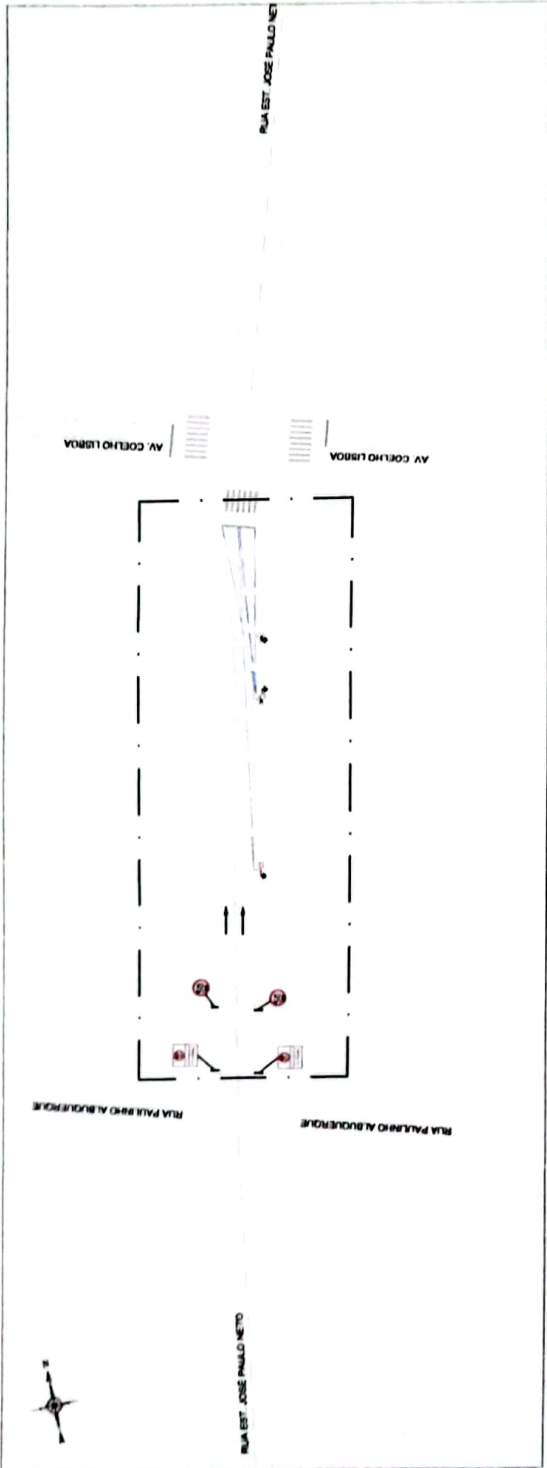 RUA EST. JOSÉ PAULO NET
AV. COELHO LISBOA
AV. COELHO LISBOA
RUA PAULINHO ALBUQUERQUE
RUA PAULINHO ALBUQUERQUE
RUA EST. JOSÉ PAULO NETO
N